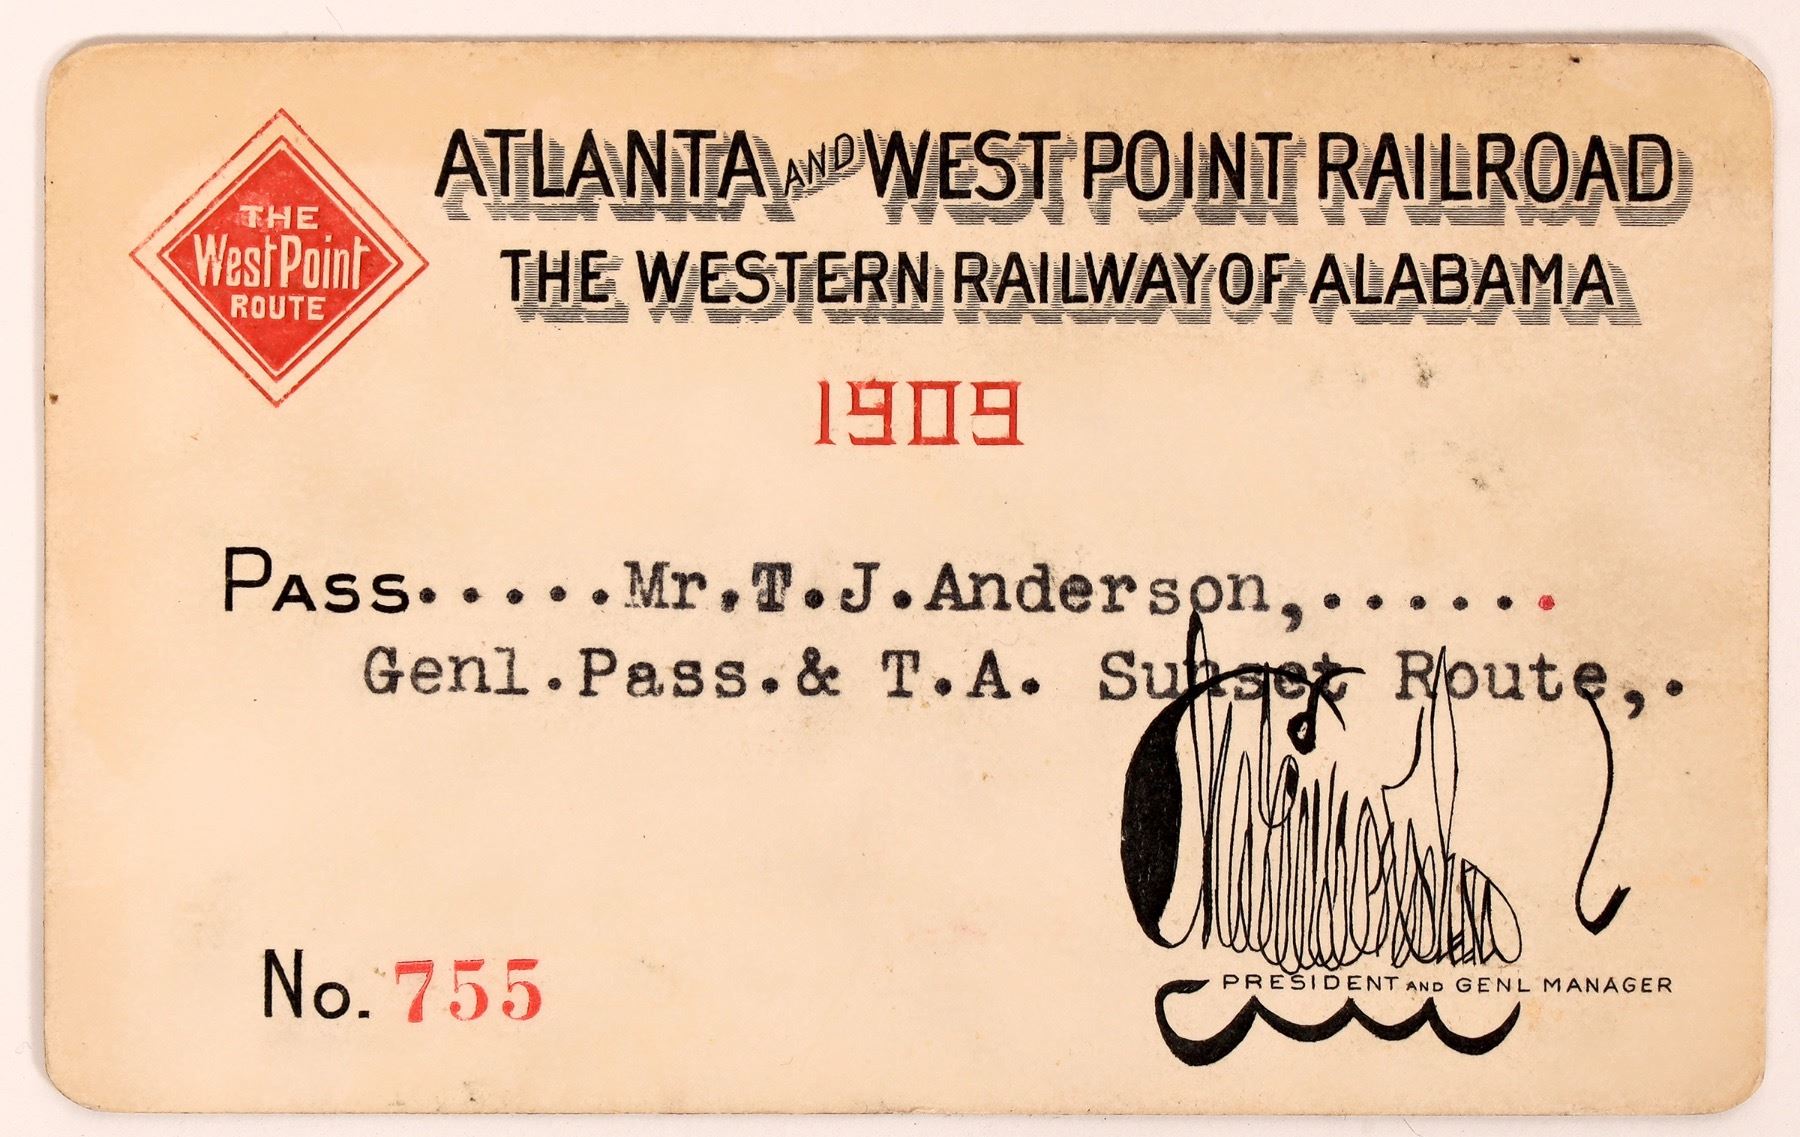 THE
West Point
ROUTE
ATLANTA AND WEST POINT RAILROAD
THE WESTERN RAILWAY OF ALABAMA
1909
PASS.....Mr.T.J.Anderson,.......
Genl.Pass.& T.A. Sunset Route,.
No. 755
PRESIDENT AND GENL MANAGER